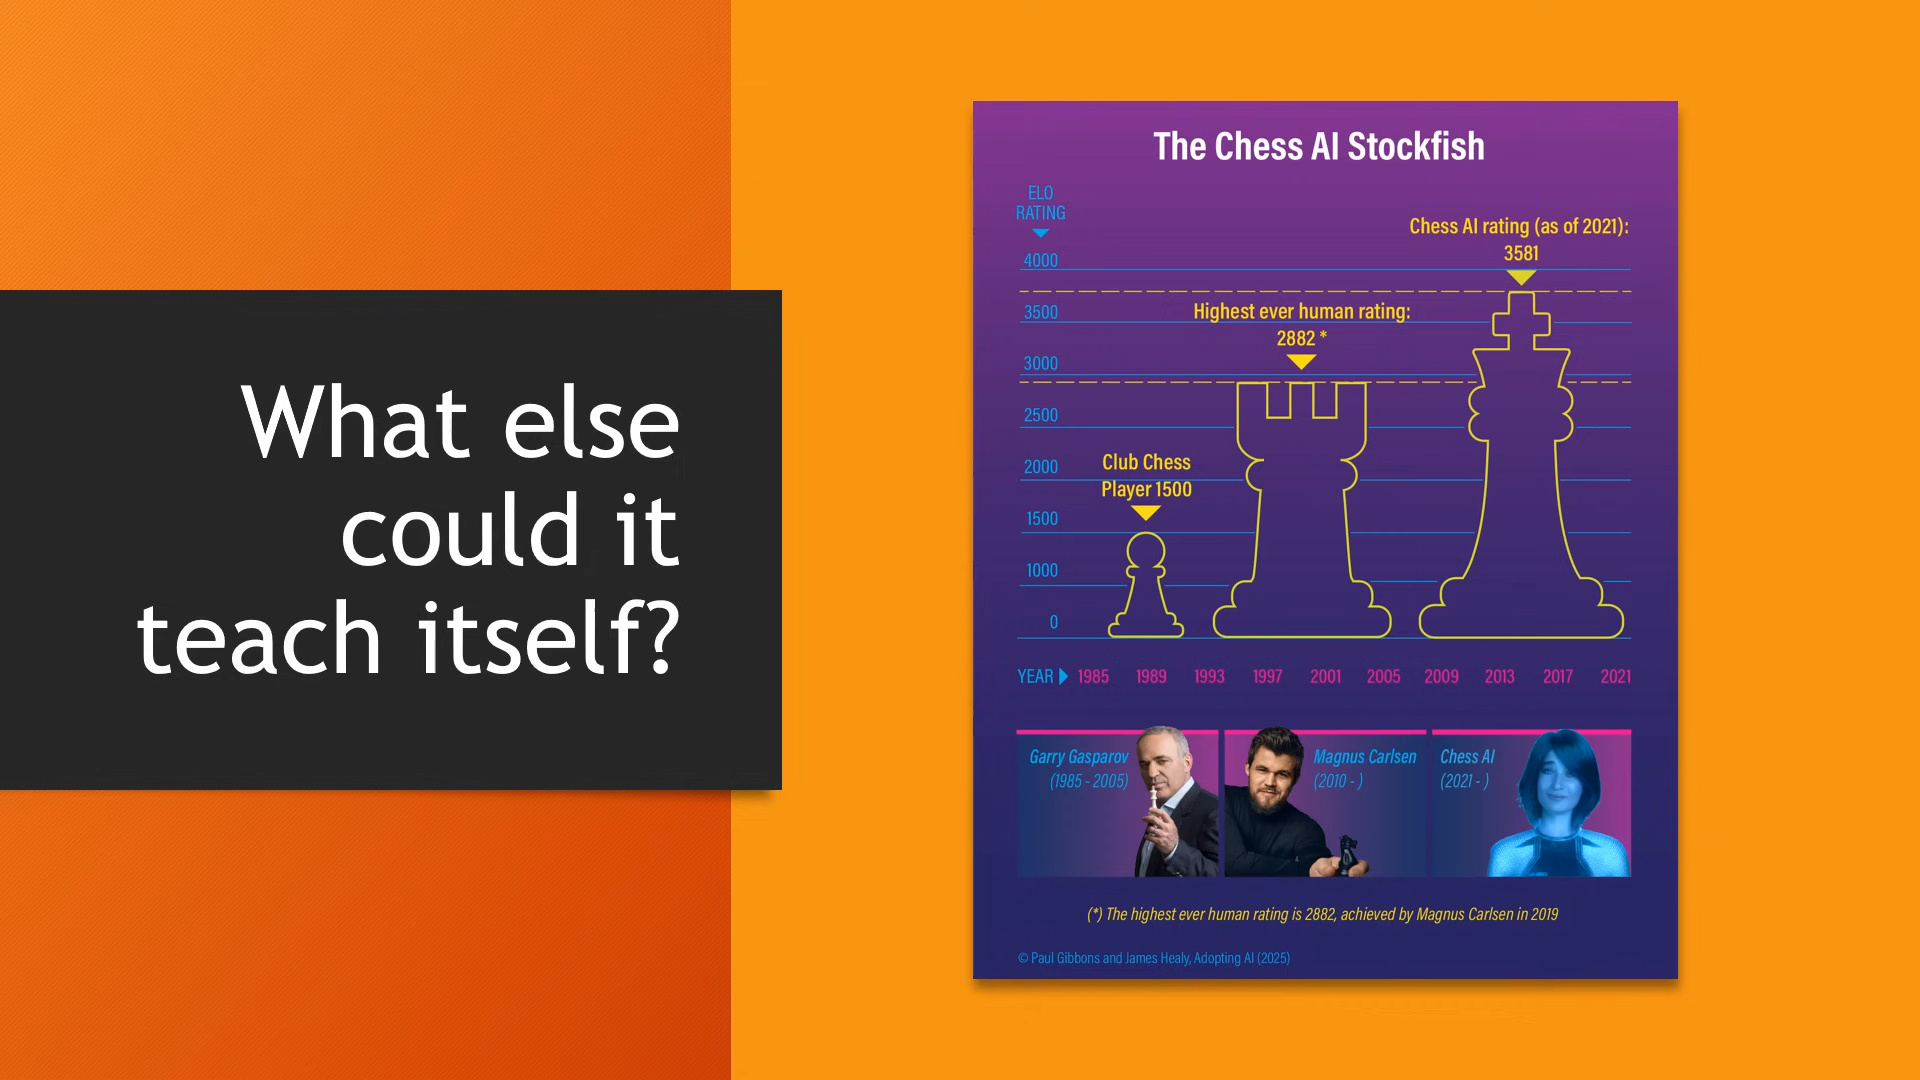 What else
could it
teach itself?
The Chess AI Stockfish
ELO
RATING
Chess AI rating (as of 2021):
3581
4000
Highest ever human rating:
2882 *
3500
3000
2500
Club Chess
Player 1500
2000
1500
1000
0
YEAR 1985 1989 1993 1997 2001 2005 2009 2013 2017 2021
Garry Gasparov
(1985 - 2005)
Magnus Carlsen
(2010 - )
Chess AI
(2021 - )
(*) The highest ever human rating is 2882, achieved by Magnus Carlsen in 2019
© Paul Gibbons and James Healy, Adopting AI (2025)